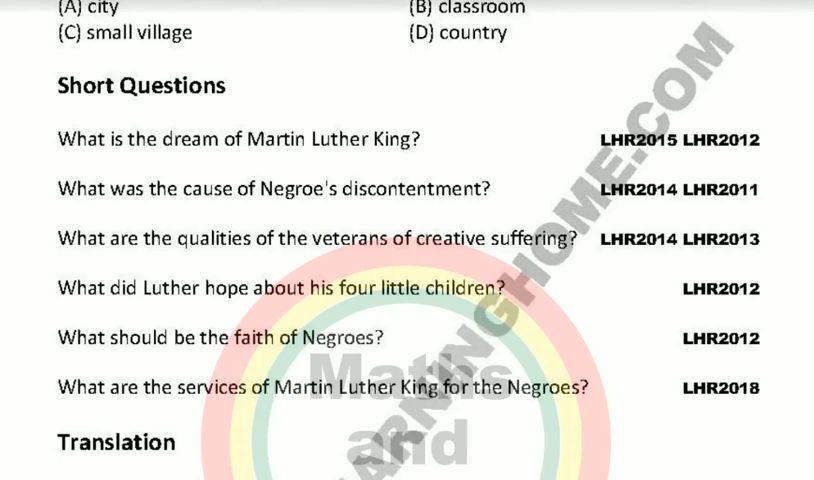 (A) city (B) classroom
(C) small village (D) country
Short Questions
What is the dream of Martin Luther King? LHR2015 LHR2012
What was the cause of Negroe's discontentment? LHR2014 LHR2011
What are the qualities of the veterans of creative suffering? LHR2014 LHR2013
What did Luther hope about his four little children? LHR2012
What should be the faith of Negroes? LHR2012
What are the services of Martin Luther King for the Negroes? LHR2018
Translation
Maths
and
ARNINGHOME.COM